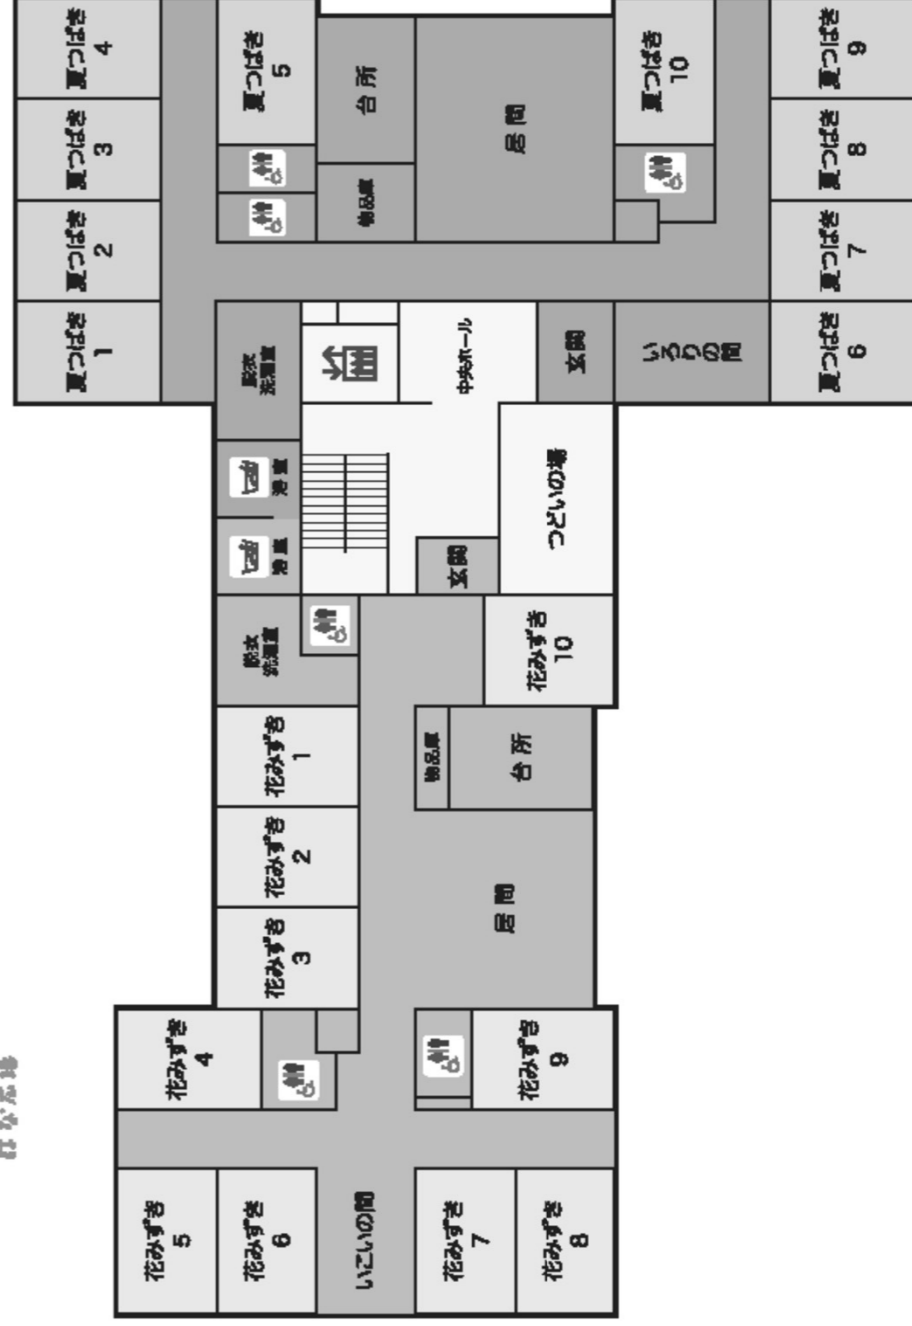 夏つばき
4
夏つばき
3
夏つばき
2
夏つばき
1
夏つばき
5
台所
物品庫
居間
夏つばき
10
夏つばき
9
夏つばき
8
夏つばき
7
夏つばき
6
脱衣
洗濯室
中央ホール
玄関
いろりの間
浴室
浴室
つどいの場
玄関
脱衣
洗濯室
花みずき
10
花みずき
1
花みずき
2
花みずき
3
物品庫
台所
居間
花みずき
4
花みずき
9
花みずき
5
花みずき
6
いこいの間
花みずき
7
花みずき
8